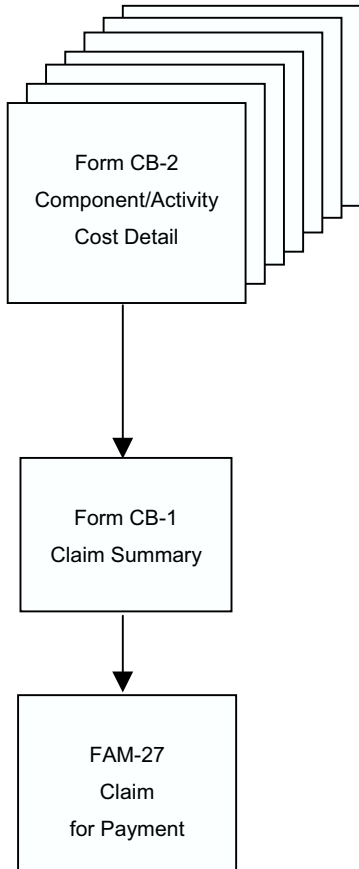 Form CB-2
Component/Activity
Cost Detail
Form CB-1
Claim Summary
FAM-27
Claim
for Payment